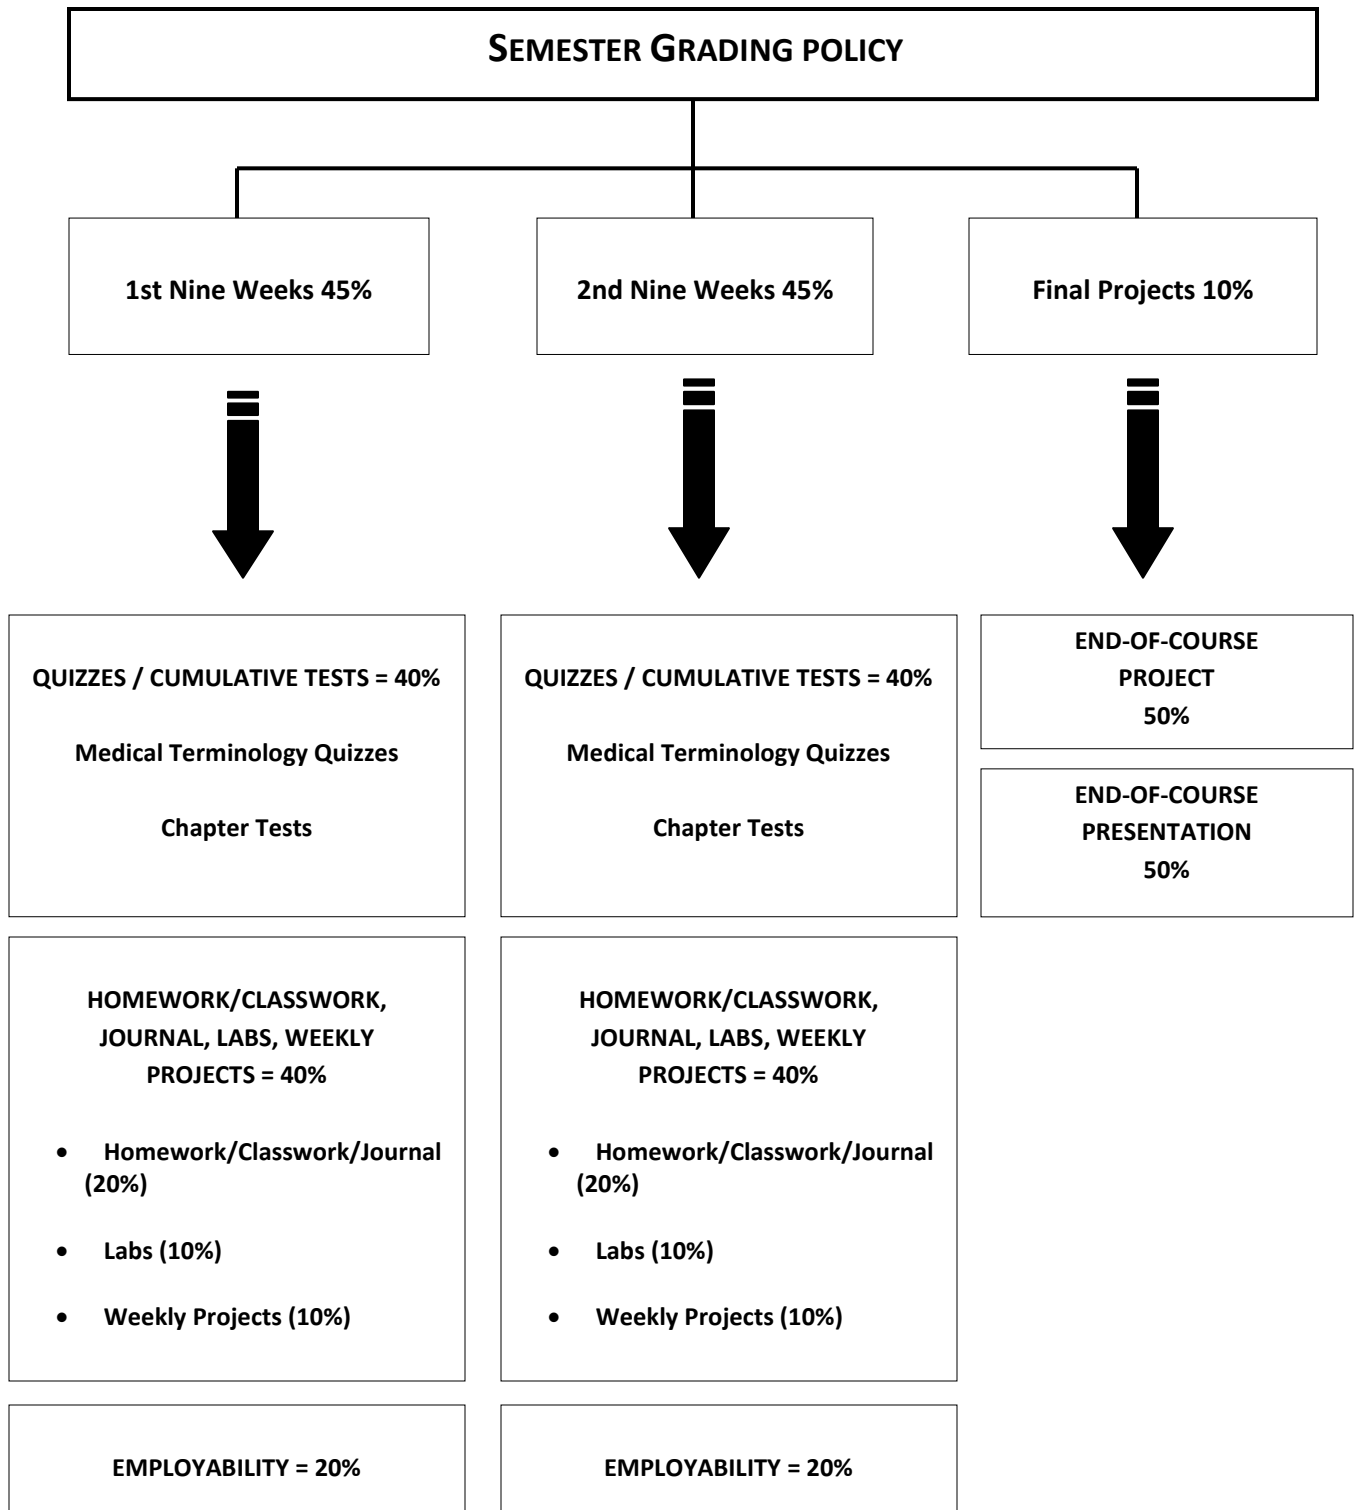 SEMESTER GRADING POLICY
1st Nine Weeks 45%
2nd Nine Weeks 45%
Final Projects 10%
QUIZZES / CUMULATIVE TESTS = 40%
Medical Terminology Quizzes
Chapter Tests
HOMEWORK/CLASSWORK,
JOURNAL, LABS, WEEKLY
PROJECTS = 40%
• Homework/Classwork/Journal
(20%)
• Labs (10%)
• Weekly Projects (10%)
EMPLOYABILITY = 20%
QUIZZES / CUMULATIVE TESTS = 40%
Medical Terminology Quizzes
Chapter Tests
HOMEWORK/CLASSWORK,
JOURNAL, LABS, WEEKLY
PROJECTS = 40%
• Homework/Classwork/Journal
(20%)
• Labs (10%)
• Weekly Projects (10%)
EMPLOYABILITY = 20%
END-OF-COURSE
PROJECT
50%
END-OF-COURSE
PRESENTATION
50%